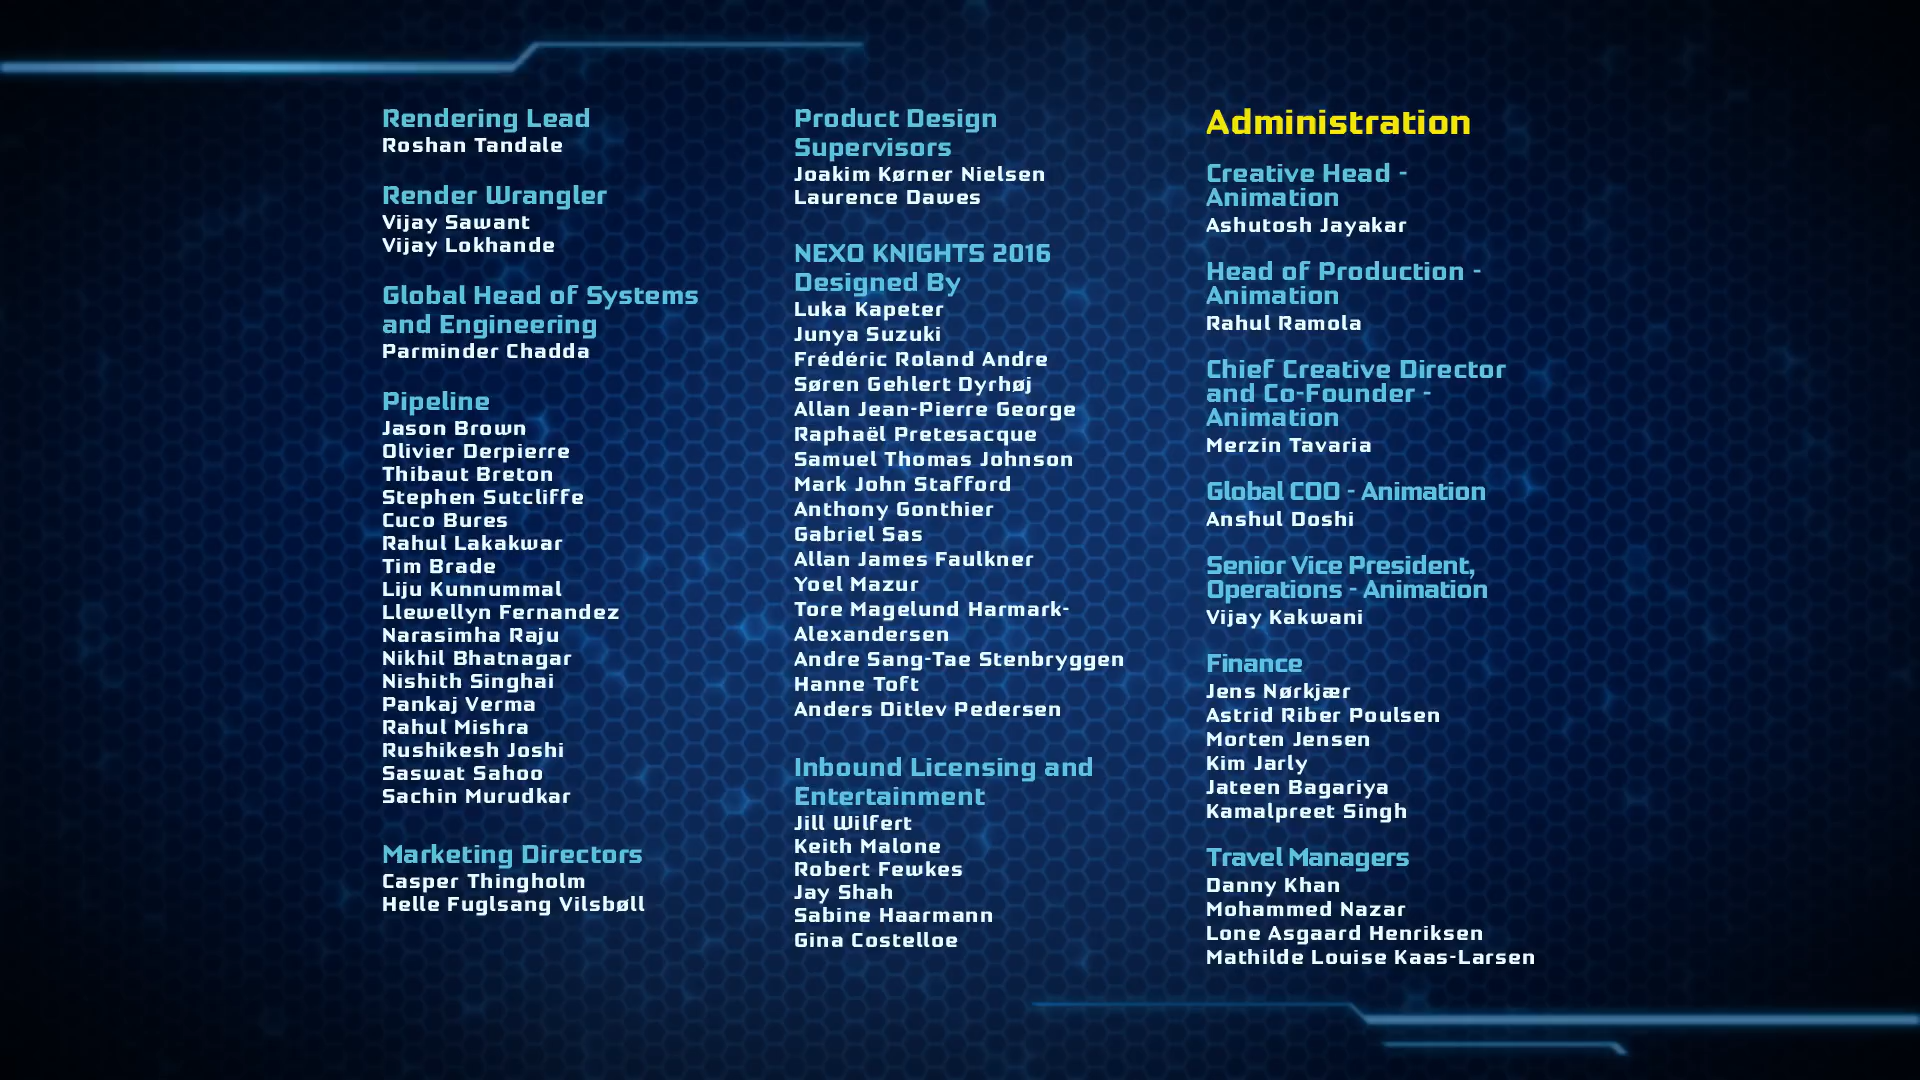 Rendering Lead
Roshan Tandale
Render Wrangler
Vijay Sawant
Vijay Lokhande
Global Head of Systems
and Engineering
Parminder Chadda
Pipeline
Jason Brown
Olivier Derpierre
Thibaut Breton
Stephen Sutcliffe
Cuco Bures
Rahul Lakakwar
Tim Brade
Liju Kunnummal
Llewellyn Fernandez
Narasimha Raju
Nikhil Bhatnagar
Nishith Singhai
Pankaj Verma
Rahul Mishra
Rushikesh Joshi
Saswat Sahoo
Sachin Murudkar
Marketing Directors
Casper Thingholm
Helle Fuglsang Vilsbøll
Product Design
Supervisors
Joakim Kørner Nielsen
Laurence Dawes
NEXO KNIGHTS 2016
Designed By
Luka Kapeter
Junya Suzuki
Frédéric Roland Andre
Søren Gehlert Dyrhøj
Allan Jean-Pierre George
Raphaël Pretesacque
Samuel Thomas Johnson
Mark John Stafford
Anthony Gonthier
Gabriel Sas
Allan James Faulkner
Yoel Mazur
Tore Magelund Harmark-
Alexandersen
Andre Sang-Tae Stenbryggen
Hanne Toft
Anders Ditlev Pedersen
Inbound Licensing and
Entertainment
Jill Wilfert
Keith Malone
Robert Fewkes
Jay Shah
Sabine Haarmann
Gina Costelloe
Administration
Creative Head -
Animation
Ashutosh Jayakar
Head of Production -
Animation
Rahul Ramola
Chief Creative Director
and Co-Founder -
Animation
Merzin Tavaria
Global COO - Animation
Anshul Doshi
Senior Vice President,
Operations - Animation
Vijay Kakwani
Finance
Jens Nørkjær
Astrid Riber Poulsen
Morten Jensen
Kim Jarly
Jateen Bagariya
Kamalpreet Singh
Travel Managers
Danny Khan
Mohammed Nazar
Lone Asgaard Henriksen
Mathilde Louise Kaas-Larsen